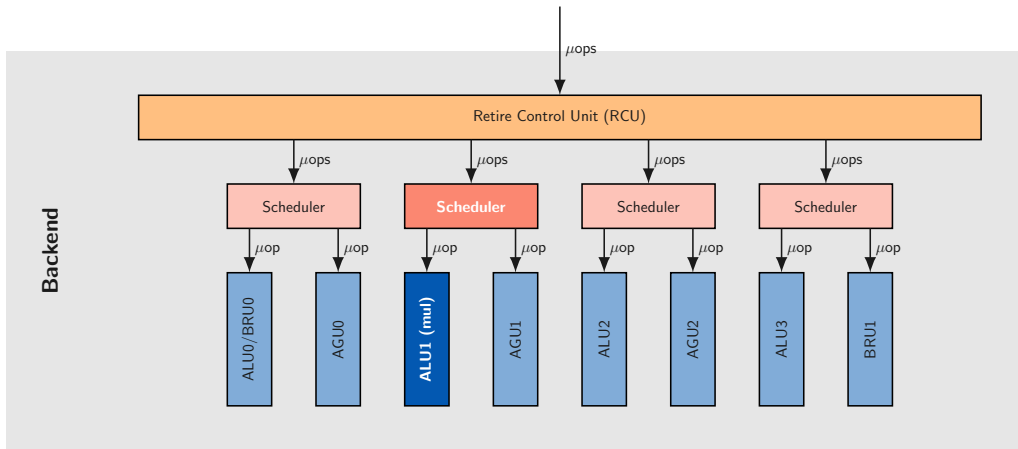 μops
Retire Control Unit (RCU)
μops
μops
μops
μops
Scheduler
Scheduler
Scheduler
Scheduler
μop
μop
μop
μop
μop
μop
μop
μop
Backend
ALU0/BRU0
AGU0
ALU1 (mul)
AGU1
ALU2
AGU2
ALU3
BRU1